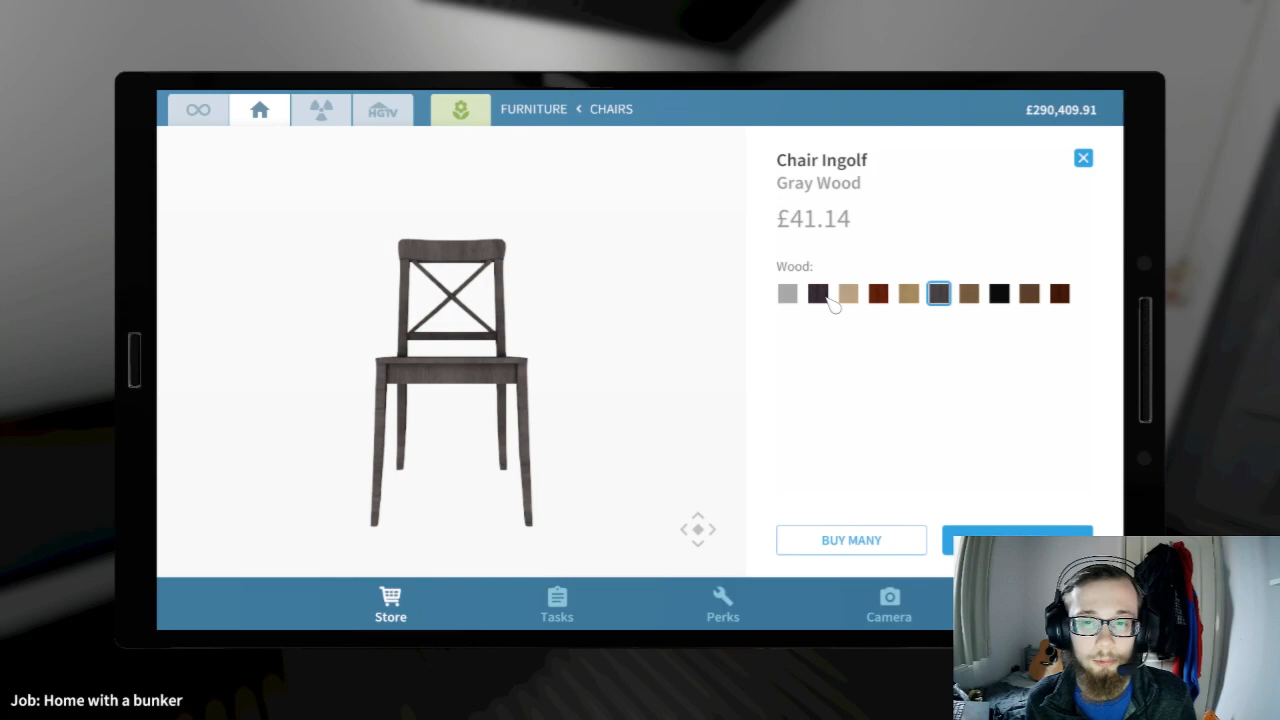 HGTV
FURNITURE < CHAIRS
£290,409.91
Chair Ingolf
Gray Wood
£41.14
Wood:
BUY MANY
Store
Tasks
Perks
Camera
Job: Home with a bunker